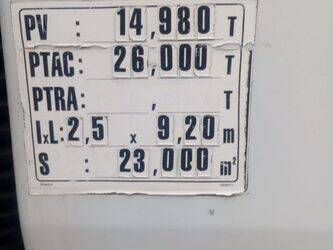 PV : 14,980 T
PTAC: 26,000 T
PTRA: , T
IxL: 2,5 x 9,20 m
S : 23,000 m²